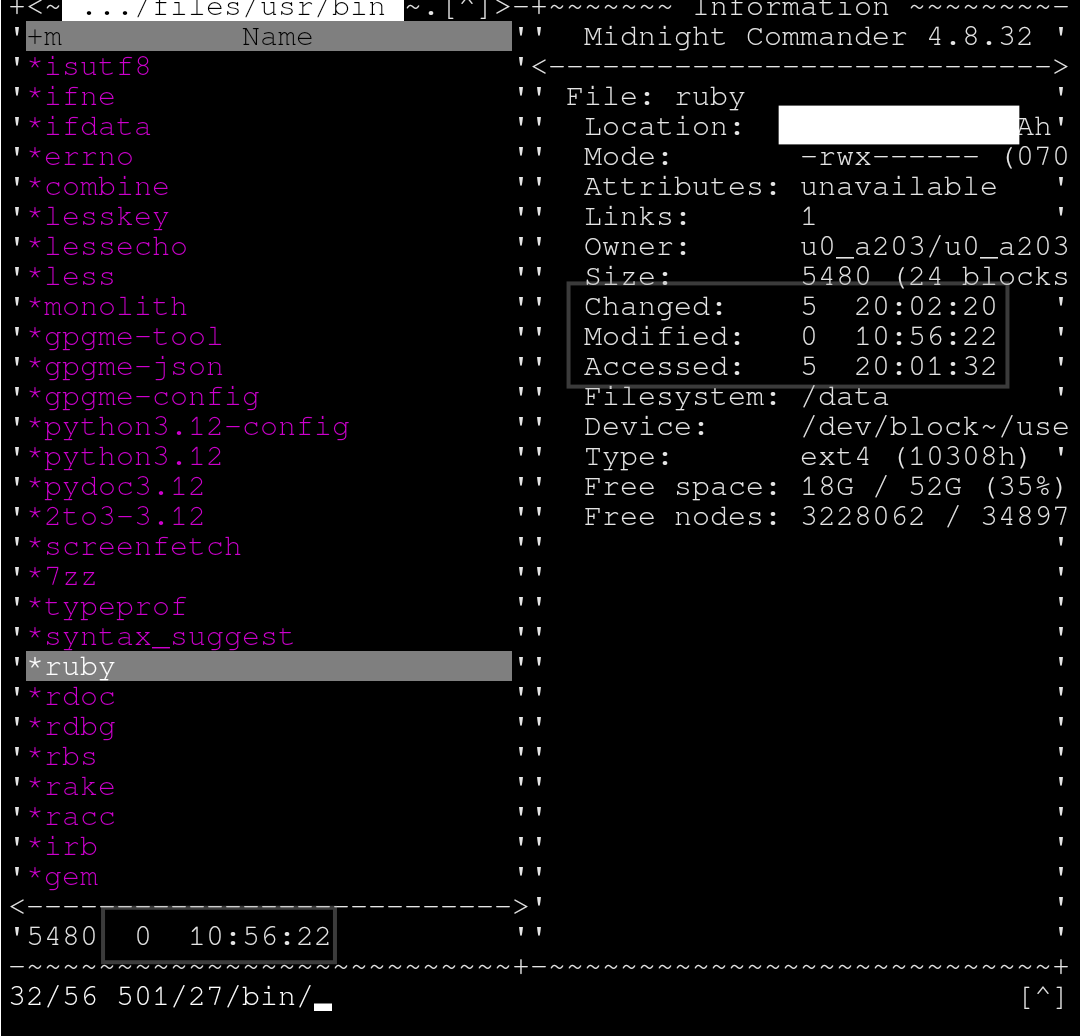 +<~ .../files/usr/bin ~.[^]>-+~~~~~~~ Information ~~~~~~~~-
'+m Name '' Midnight Commander 4.8.32 '
'*isutf8 '<----------------------------->
'*ifne '' File: ruby '
'*ifdata '' Location: Ah'
'*errno '' Mode: -rwx------ (070
'*combine '' Attributes: unavailable '
'*lesskey '' Links: 1 '
'*lessecho '' Owner: u0_a203/u0_a203
'*less '' Size: 5480 (24 blocks
'*monolith '' Changed: 5 20:02:20 '
'*gpgme-tool '' Modified: 0 10:56:22 '
'*gpgme-json '' Accessed: 5 20:01:32 '
'*gpgme-config '' Filesystem: /data '
'*python3.12-config '' Device: /dev/block~/use
'*python3.12 '' Type: ext4 (10308h) '
'*pydoc3.12 '' Free space: 18G / 52G (35%)
'*2to3-3.12 '' Free nodes: 3228062 / 34897
'*screenfetch '' '
'*7zz '' '
'*typeprof '' '
'*syntax_suggest '' '
'*ruby '' '
'*rdoc '' '
'*rdbg '' '
'*rbs '' '
'*rake '' '
'*racc '' '
'*irb '' '
'*gem '' '
<--------------------------->' '
'5480 0 10:56:22 '' '
-~~~~~~~~~~~~~~~~~~~~~~~~~~~+-~~~~~~~~~~~~~~~~~~~~~~~~~~~~+
32/56 501/27/bin/_ [^]